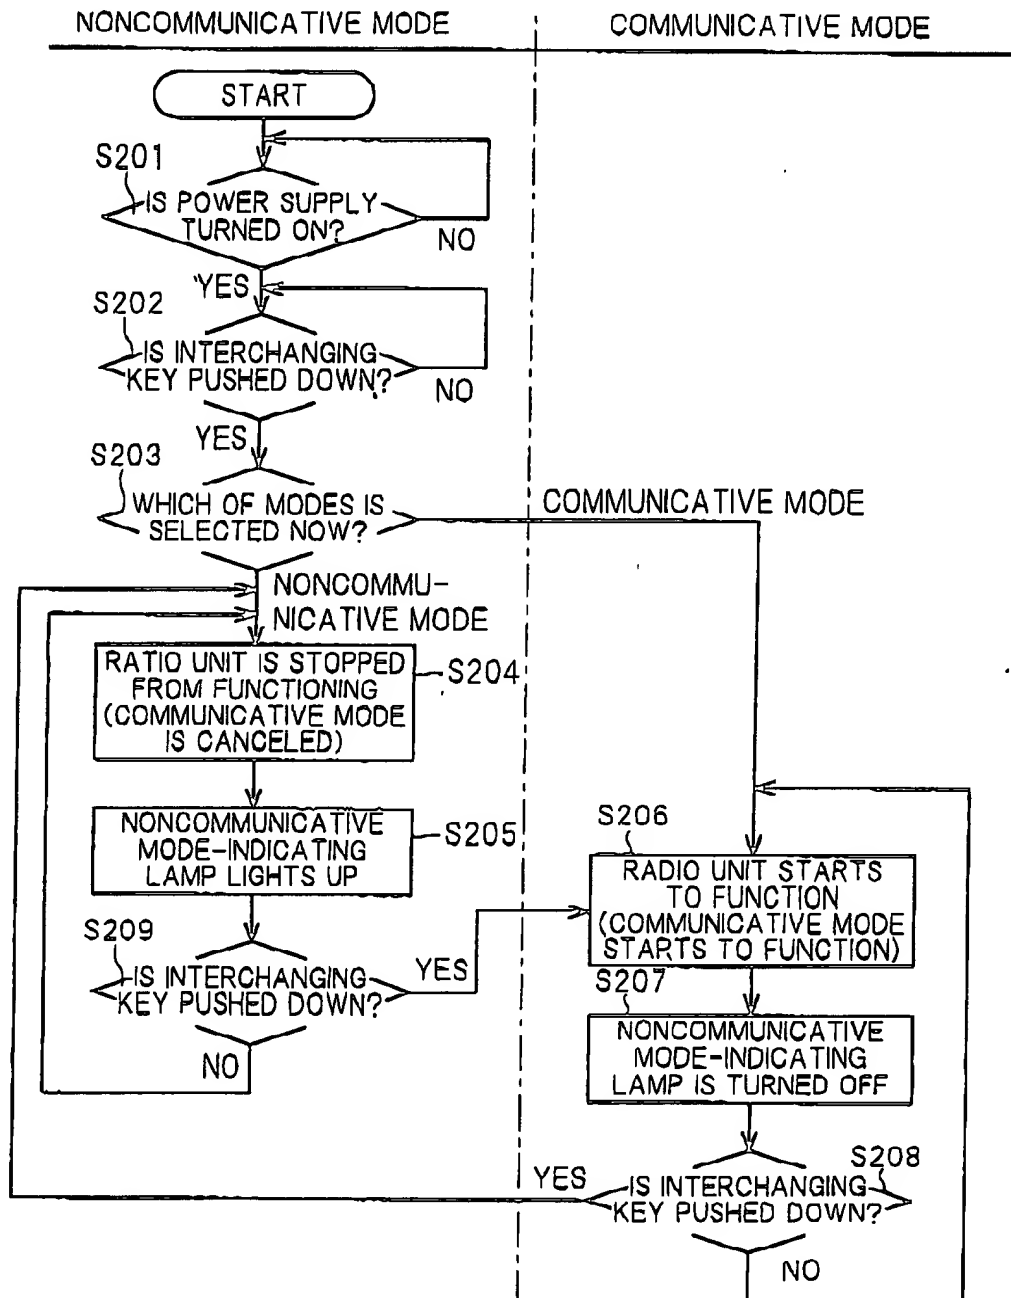 NONCOMMUNICATIVE MODE
COMMUNICATIVE MODE
START
S201
IS POWER SUPPLY
TURNED ON?
NO
YES
S202
IS INTERCHANGING
KEY PUSHED DOWN?
NO
YES
S203
WHICH OF MODES IS
SELECTED NOW?
COMMUNICATIVE MODE
NONCOMMU-
NICATIVE MODE
RATIO UNIT IS STOPPED
FROM FUNCTIONING
(COMMUNICATIVE MODE
IS CANCELED)
S204
NONCOMMUNICATIVE
MODE-INDICATING
LAMP LIGHTS UP
S205
S206
RADIO UNIT STARTS
TO FUNCTION
(COMMUNICATIVE MODE
STARTS TO FUNCTION)
S209
IS INTERCHANGING
KEY PUSHED DOWN?
YES
NO
S207
NONCOMMUNICATIVE
MODE-INDICATING
LAMP IS TURNED OFF
S208
IS INTERCHANGING
KEY PUSHED DOWN?
YES
NO